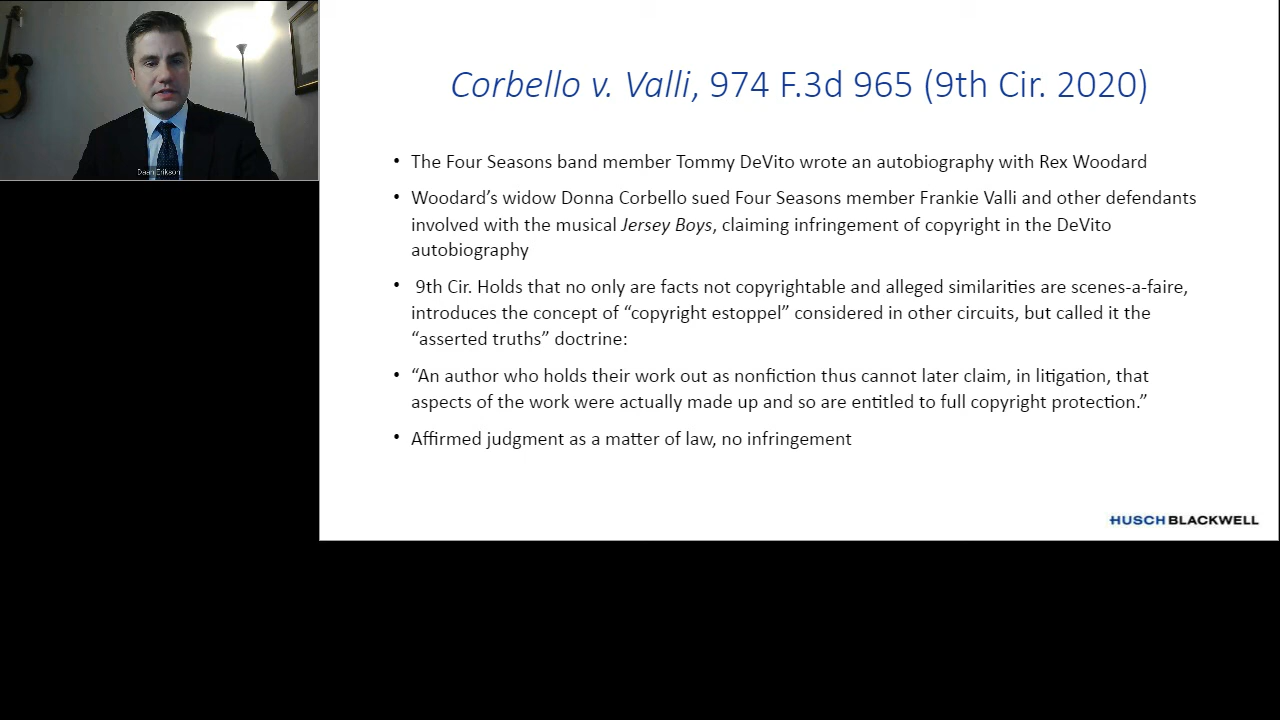 Daan Erikson
Corbello v. Valli, 974 F.3d 965 (9th Cir. 2020)
• The Four Seasons band member Tommy DeVito wrote an autobiography with Rex Woodard
• Woodard’s widow Donna Corbello sued Four Seasons member Frankie Valli and other defendants
involved with the musical Jersey Boys, claiming infringement of copyright in the DeVito
autobiography
• 9th Cir. Holds that no only are facts not copyrightable and alleged similarities are scenes-a-faire,
introduces the concept of “copyright estoppel” considered in other circuits, but called it the
“asserted truths” doctrine:
• “An author who holds their work out as nonfiction thus cannot later claim, in litigation, that
aspects of the work were actually made up and so are entitled to full copyright protection.”
• Affirmed judgment as a matter of law, no infringement
HUSCH BLACKWELL